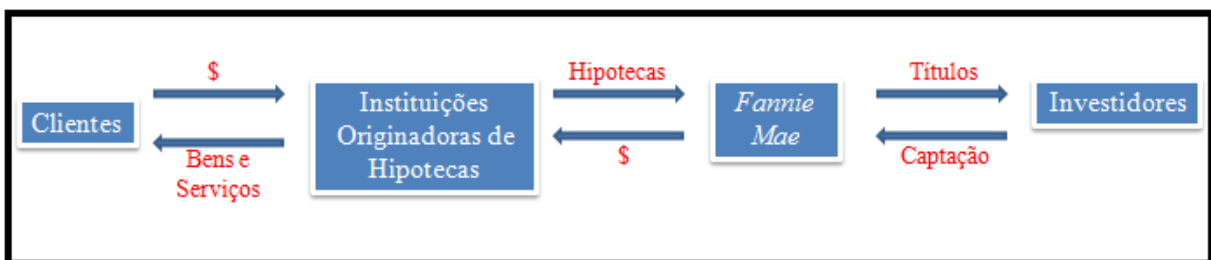 $
Hipotecas
Títulos
Clientes
Instituições
Originadoras de
Hipotecas
Fannie
Mae
Investidores
Bens e
Serviços
$
Captação